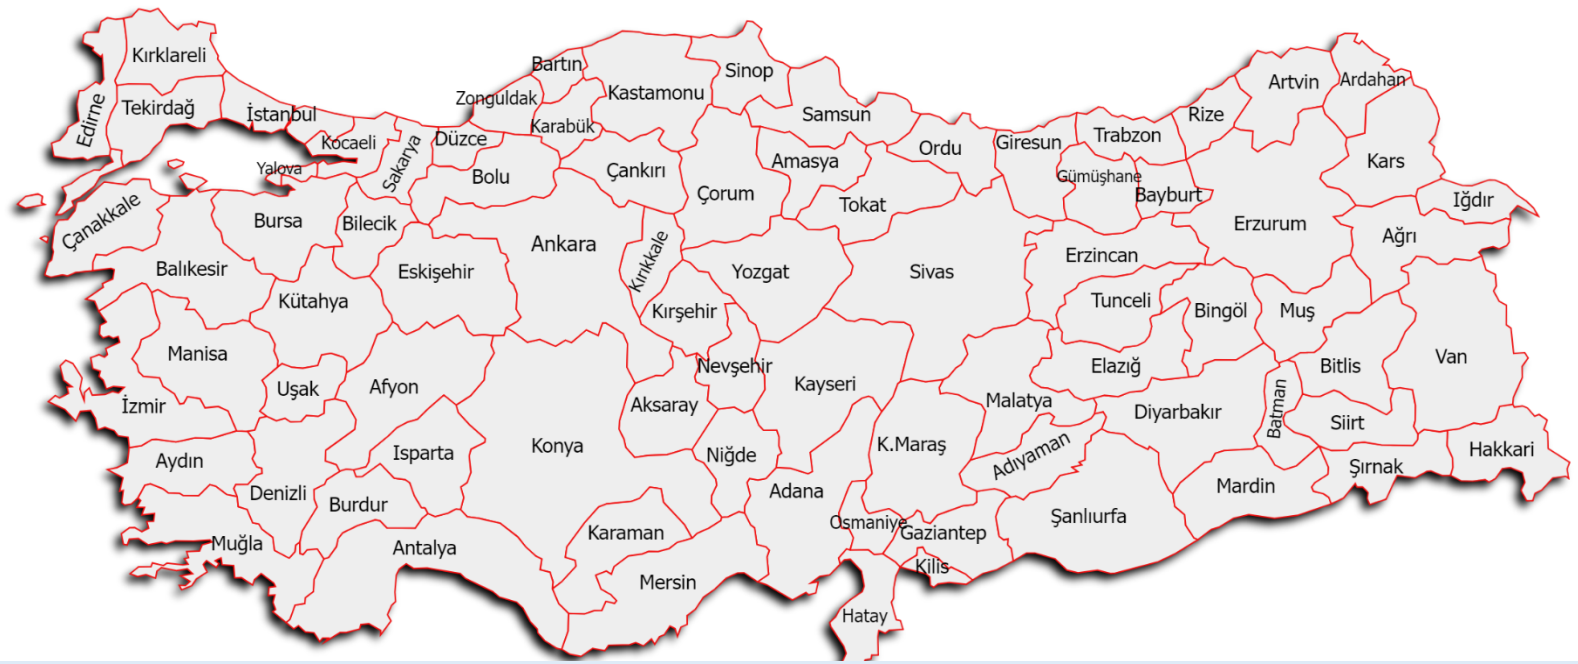 Kırklareli
Edirne
Tekirdağ
İstanbul
Kocaeli
Yalova
Sakarya
Düzce
Zonguldak
Bartın
Karabük
Kastamonu
Sinop
Samsun
Ordu
Giresun
Trabzon
Rize
Artvin
Ardahan
Kars
Iğdır
Ağrı
Erzurum
Bayburt
Gümüşhane
Çanakkale
Bursa
Bilecik
Bolu
Çankırı
Çorum
Amasya
Tokat
Balıkesir
Kütahya
Eskişehir
Ankara
Kırıkkale
Kırşehir
Yozgat
Sivas
Erzincan
Tunceli
Bingöl
Muş
Bitlis
Van
Manisa
Uşak
Afyon
İzmir
Aksaray
Nevşehir
Kayseri
Malatya
Elazığ
Diyarbakır
Batman
Siirt
Şırnak
Hakkari
Aydın
Denizli
Isparta
Burdur
Konya
Niğde
Adana
K.Maraş
Adıyaman
Şanlıurfa
Mardin
Muğla
Antalya
Karaman
Mersin
Osmaniye
Gaziantep
Kilis
Hatay